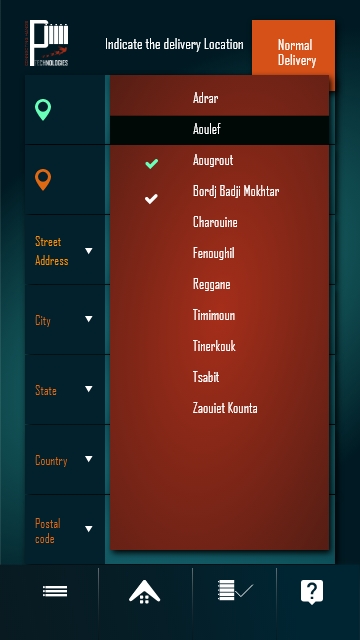 TECHNOLOGIES
Indicate the delivery Location
Normal
Delivery
Adrar
Aoulef
Aougrout
Bordj Badji Mokhtar
Charouine
Fenoughil
Reggane
Timimoun
Tinerkouk
Tsabit
Zaouiet Kounta
Street
Address
City
State
Country
Postal
code